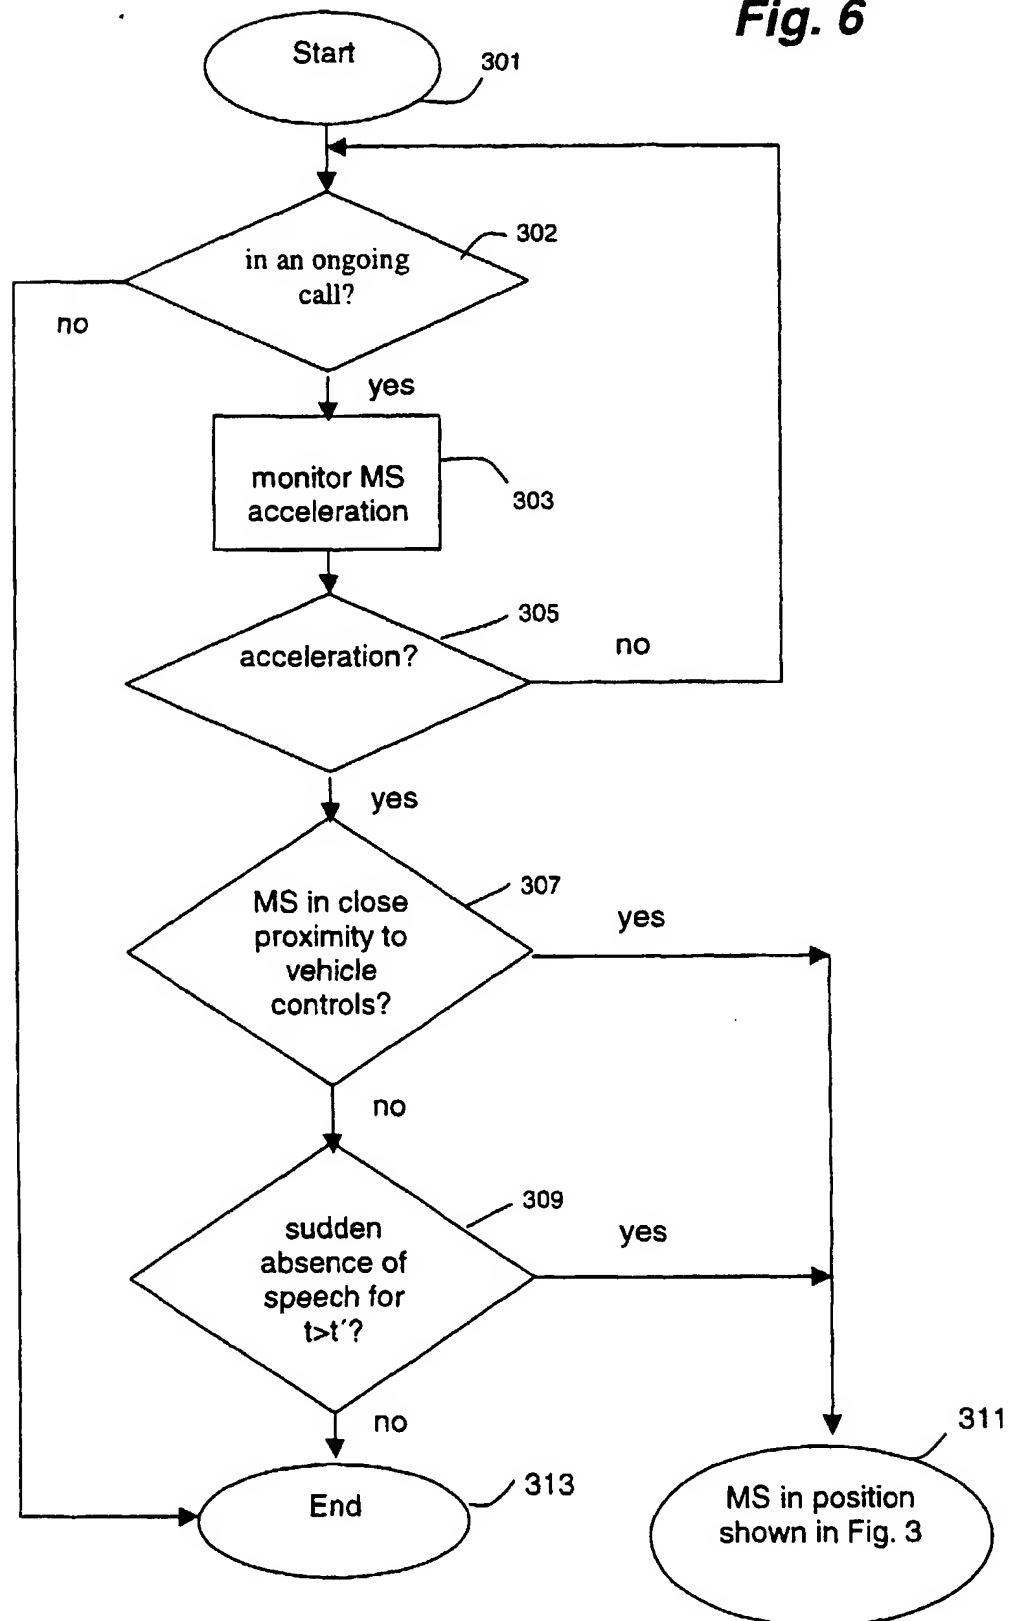 Fig. 6
Start
301
302
in an ongoing
call?
no
yes
monitor MS
acceleration
303
305
acceleration?
no
yes
307
MS in close
proximity to
vehicle
controls?
yes
no
309
sudden
absence of
speech for
t>t´?
yes
no
311
313
End
MS in position
shown in Fig. 3